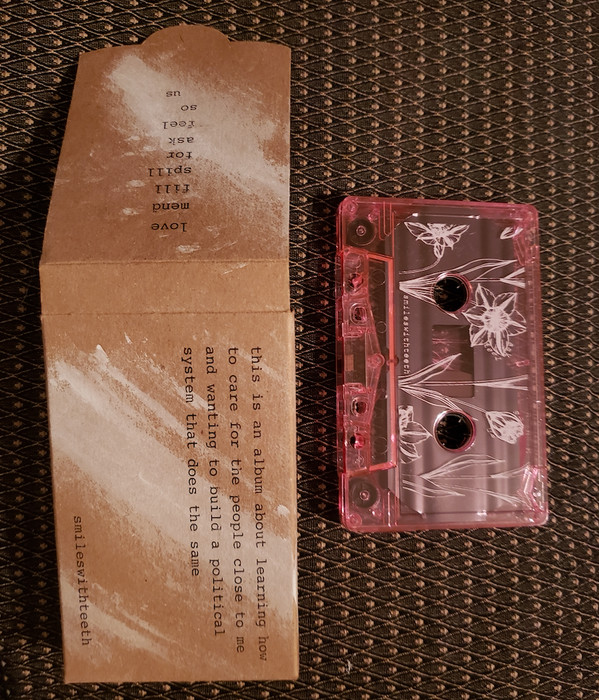 love
mend
fill
spill
for
ask
feel
so
us
this is an album about learning how
to care for the people close to me
and wanting to build a political
system that does the same
smileswithteeth
smileswithteeth